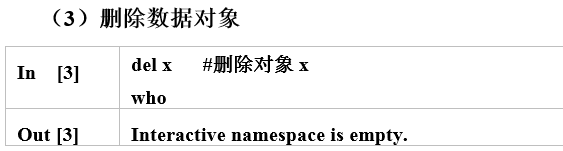 （3）删除数据对象
In [3]
del x #删除对象 x
who
Out [3] Interactive namespace is empty.